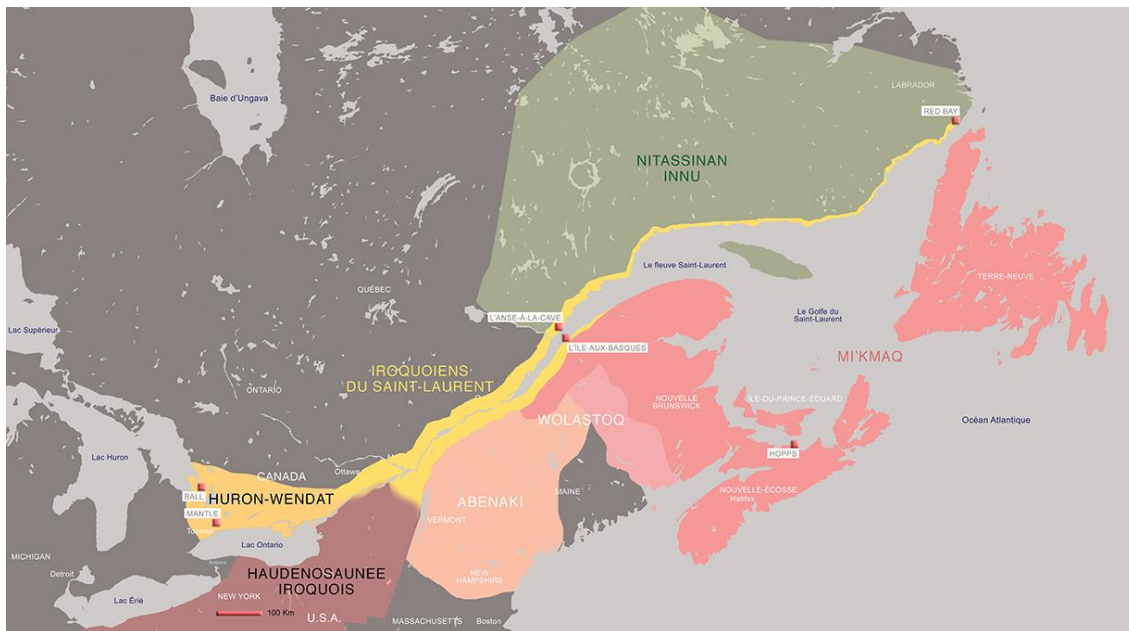 Baie d'Ungava
LABRADOR
RED BAY
NITASSINAN
INNU
Le fleuve Saint-Laurent
TERRE-NEUVE
QUÉBEC
L'ANSE-À-LA-CAVE
Le Golfe du
Saint-Laurent
Lac Supérieur
L'ÎLE-AUX-BASQUES
MI'KMAQ
IROQUOIENS
DU SAINT-LAURENT
ONTARIO
NOUVELLE
BRUNSWICK
ÎLE-DU-PRINCE-ÉDUARD
WOLASTOQ
Océan Atlantique
Lac Huron
HOPPS
Ottawa
CANADA
BALL
HURON-WENDAT
MAINE
NOUVELLE-ÉCOSSE
Halifax
ABENAKI
MANTLE
VERMONT
Toronto
Lac Ontario
MICHIGAN
Detroit
HAUDENOSAUNEE
IROQUOIS
NEW
HAMPSHIRE
NEW YORK
Lac Érié
100 Km
U.S.A.
MASSACHUSETTS
Boston